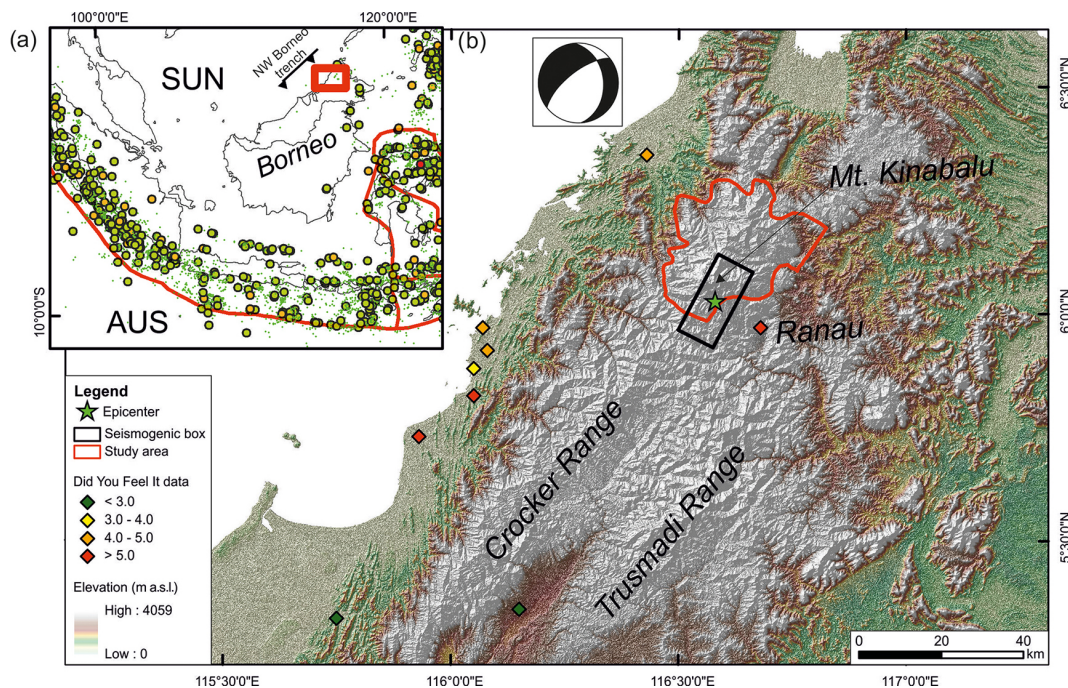 (a)
100°0'0"E
120°0'0"E
10°0'0"S
SUN
NW Borneo
trench
Borneo
AUS
(b)
Mt. Kinabalu
Ranau
Crocker Range
Trusmadi Range
6°30'0"N
6°0'0"N
5°30'0"N
Legend
Epicenter
Seismogenic box
Study area
Did You Feel It data
< 3.0
3.0 - 4.0
4.0 - 5.0
> 5.0
Elevation (m a.s.l.)
High : 4059
Low : 0
0 20 40
km
115°30'0"E
116°0'0"E
116°30'0"E
117°0'0"E